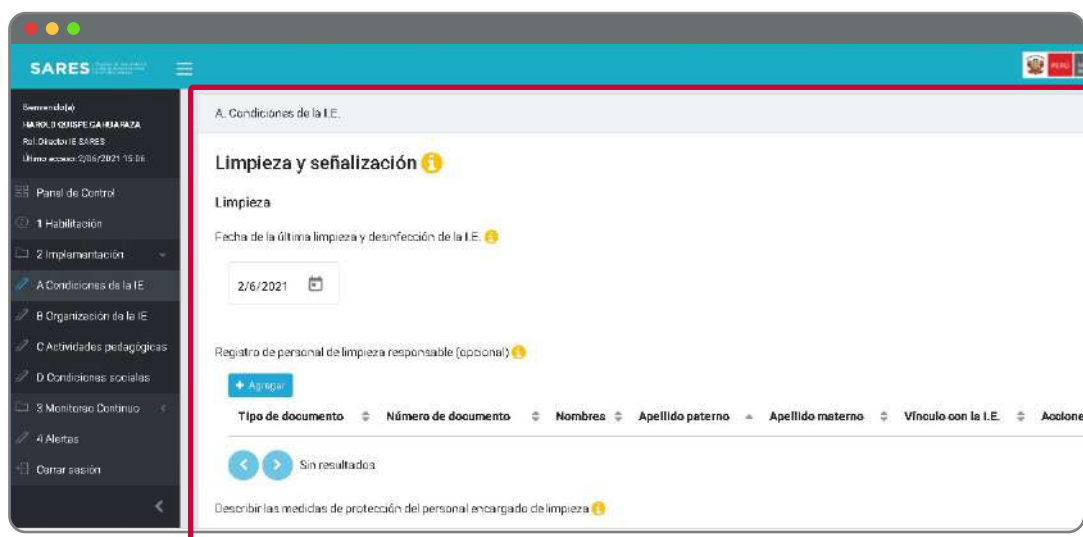 SARES
PERÚ
Bienvenido(a)
HAROLD QUISPE GAHUAPAZA
Rol:Director IE SARES
Último acceso: 2/06/2021 15:06
Panel de Control
1 Habilitación
2 Implementación
A Condiciones de la IE
B Organización de la IE
C Actividades pedagógicas
D Condiciones sociales
3 Monitoreo Continuo
4 Alertas
Cerrar sesión
A. Condiciones de la I.E.
Limpieza y señalización
Limpieza
Fecha de la última limpieza y desinfección de la I.E.
2/6/2021
Registro de personal de limpieza responsable (opcional)
+ Agregar
Tipo de documento Número de documento Nombres Apellido paterno Apellido materno Vínculo con la I.E. Accione
Sin resultados
Describir las medidas de protección del personal encargado de limpieza